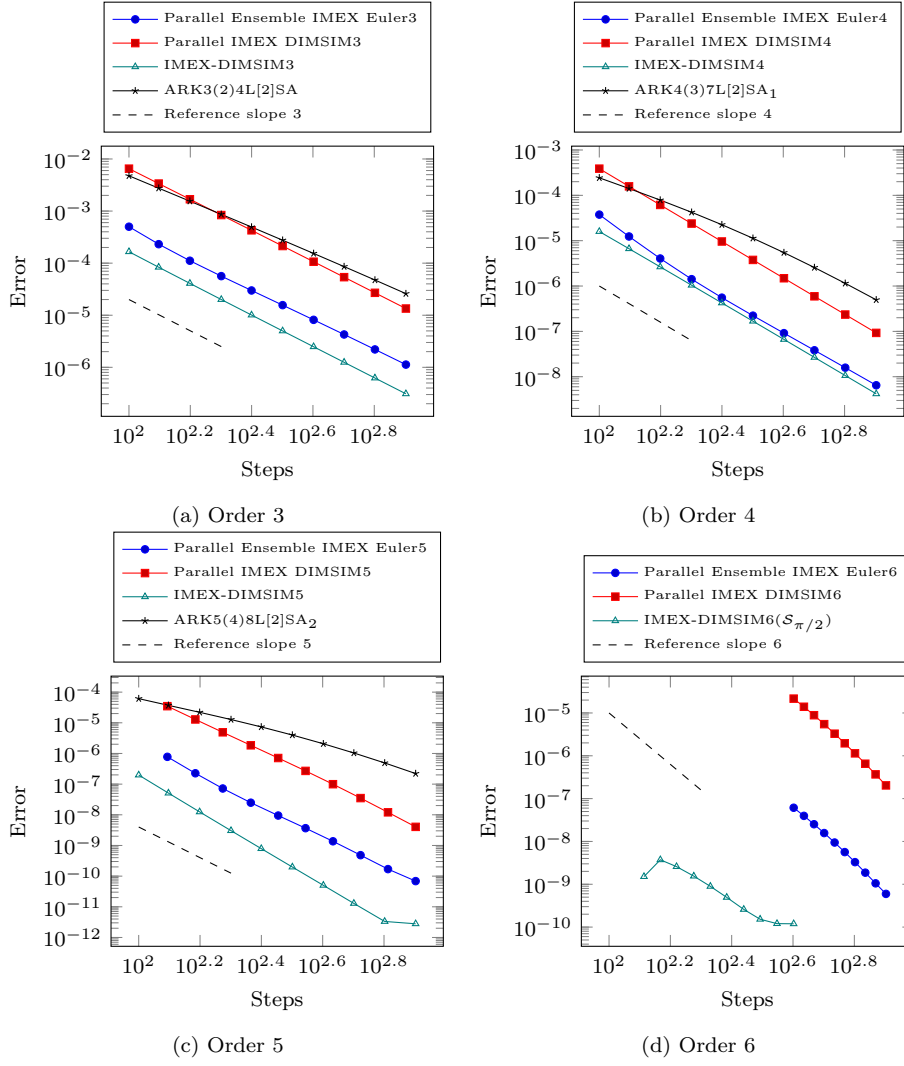 Parallel Ensemble IMEX Euler3
Parallel IMEX DIMSIM3
IMEX-DIMSIM3
ARK3(2)4L[2]SA
Reference slope 3
10^−2
10^−3
10^−4
10^−5
10^−6
Error
10^2 10^2.2 10^2.4 10^2.6 10^2.8
Steps
(a) Order 3
Parallel Ensemble IMEX Euler4
Parallel IMEX DIMSIM4
IMEX-DIMSIM4
ARK4(3)7L[2]SA₁
Reference slope 4
10^−3
10^−4
10^−5
10^−6
10^−7
10^−8
Error
10^2 10^2.2 10^2.4 10^2.6 10^2.8
Steps
(b) Order 4
Parallel Ensemble IMEX Euler5
Parallel IMEX DIMSIM5
IMEX-DIMSIM5
ARK5(4)8L[2]SA₂
Reference slope 5
10^−4
10^−5
10^−6
10^−7
10^−8
10^−9
10^−10
10^−11
10^−12
Error
10^2 10^2.2 10^2.4 10^2.6 10^2.8
Steps
(c) Order 5
Parallel Ensemble IMEX Euler6
Parallel IMEX DIMSIM6
IMEX-DIMSIM6(𝒮_π/2)
Reference slope 6
10^−5
10^−6
10^−7
10^−8
10^−9
10^−10
Error
10^2 10^2.2 10^2.4 10^2.6 10^2.8
Steps
(d) Order 6